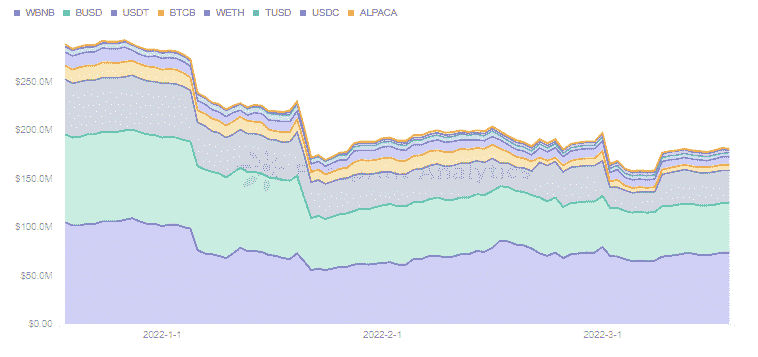 WBNB BUSD USDT BTCB WETH TUSD USDC ALPACA
$250.0M
$200.0M
$150.0M
Analytics
$100.0M
$50.0M
$0.00
2022-1-1 2022-2-1 2022-3-1